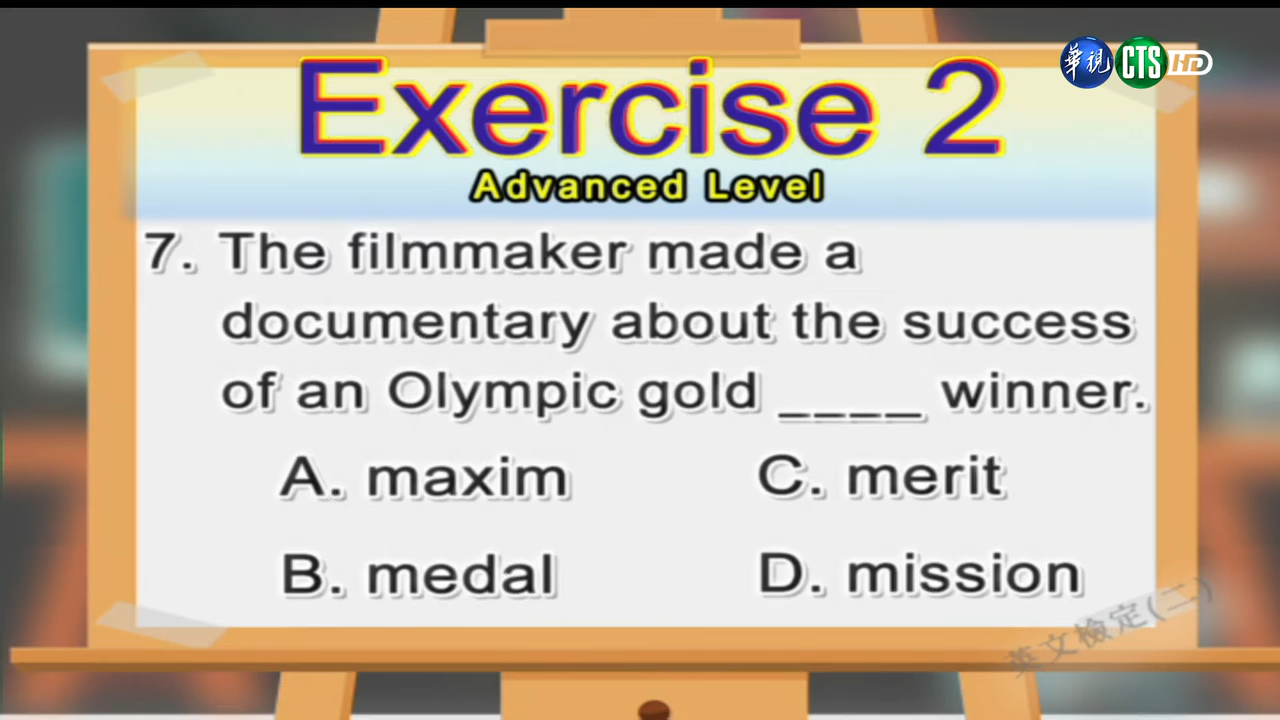 華視 CTS HD
Exercise 2
Advanced Level
7. The filmmaker made a
documentary about the success
of an Olympic gold ____ winner.
A. maxim
C. merit
B. medal
D. mission
英文檢定(二)